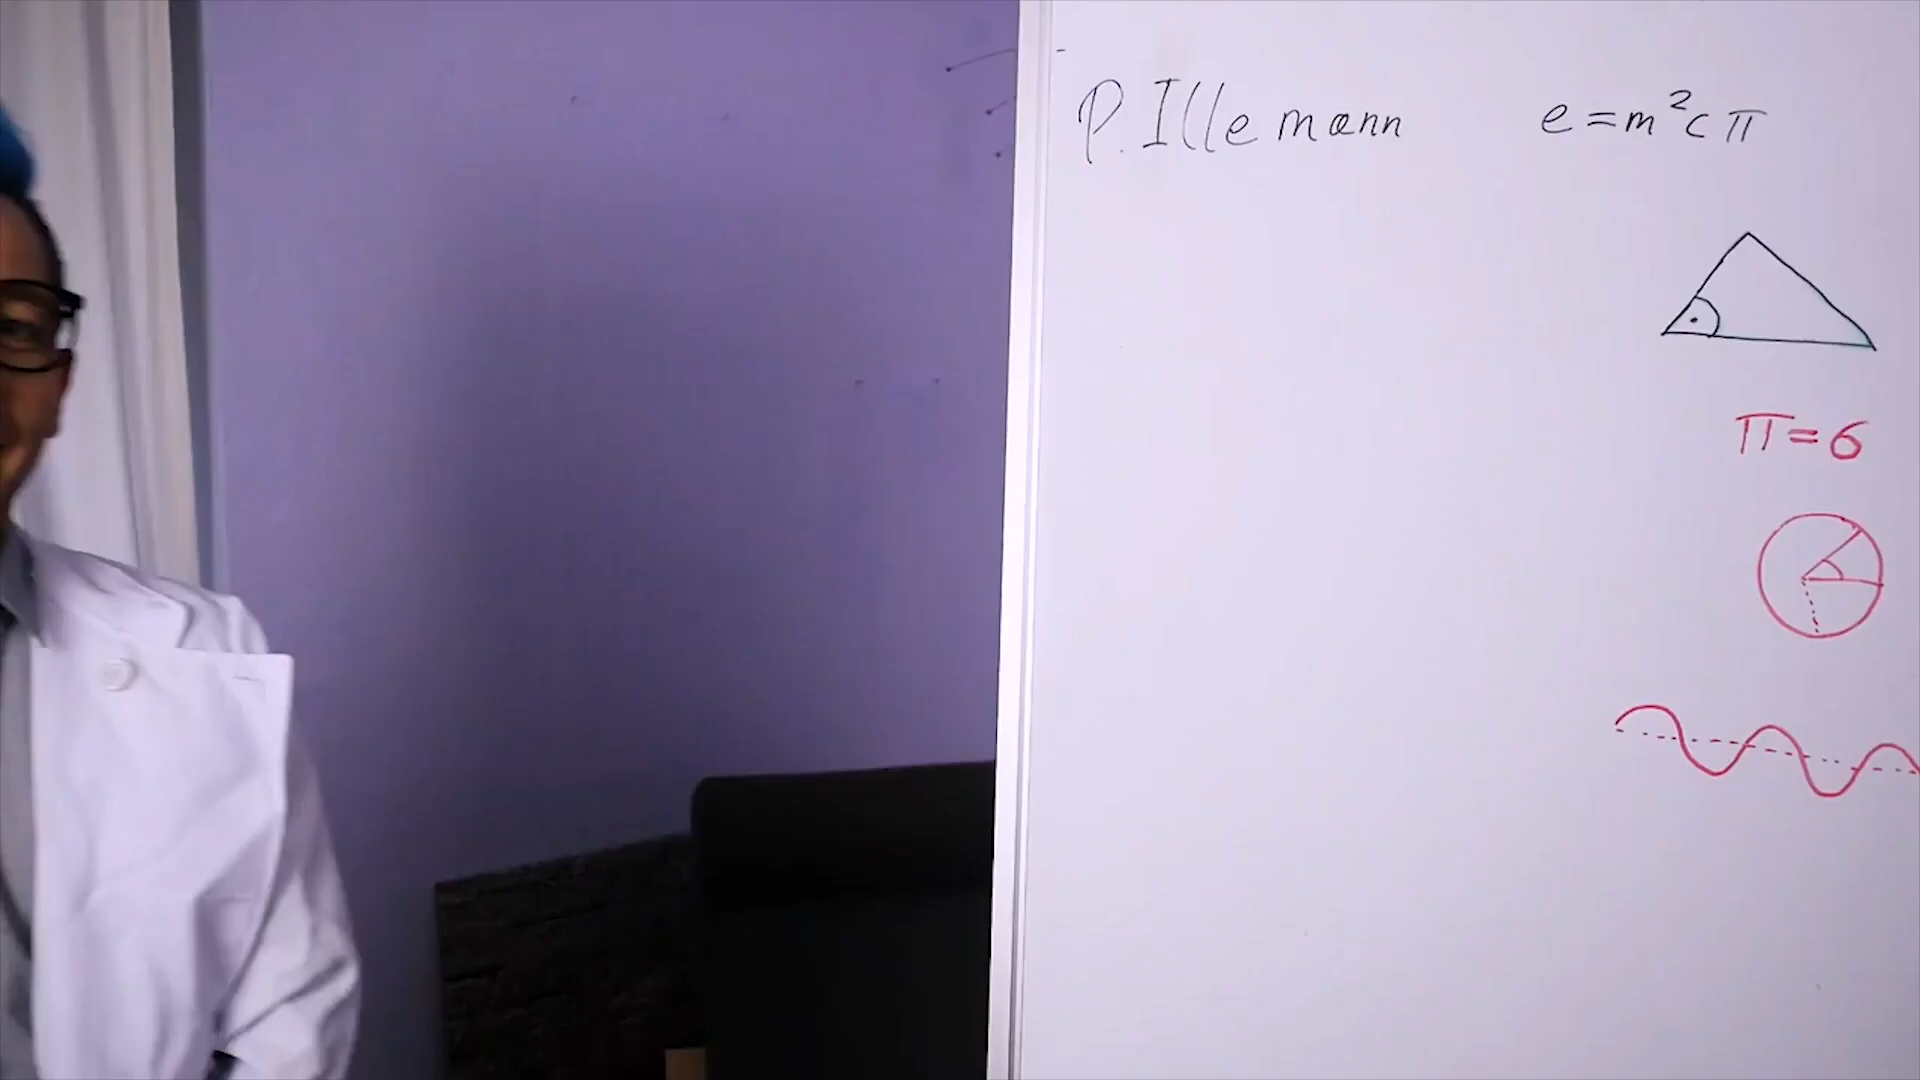 P. Illemann
e=m²cπ
π=6